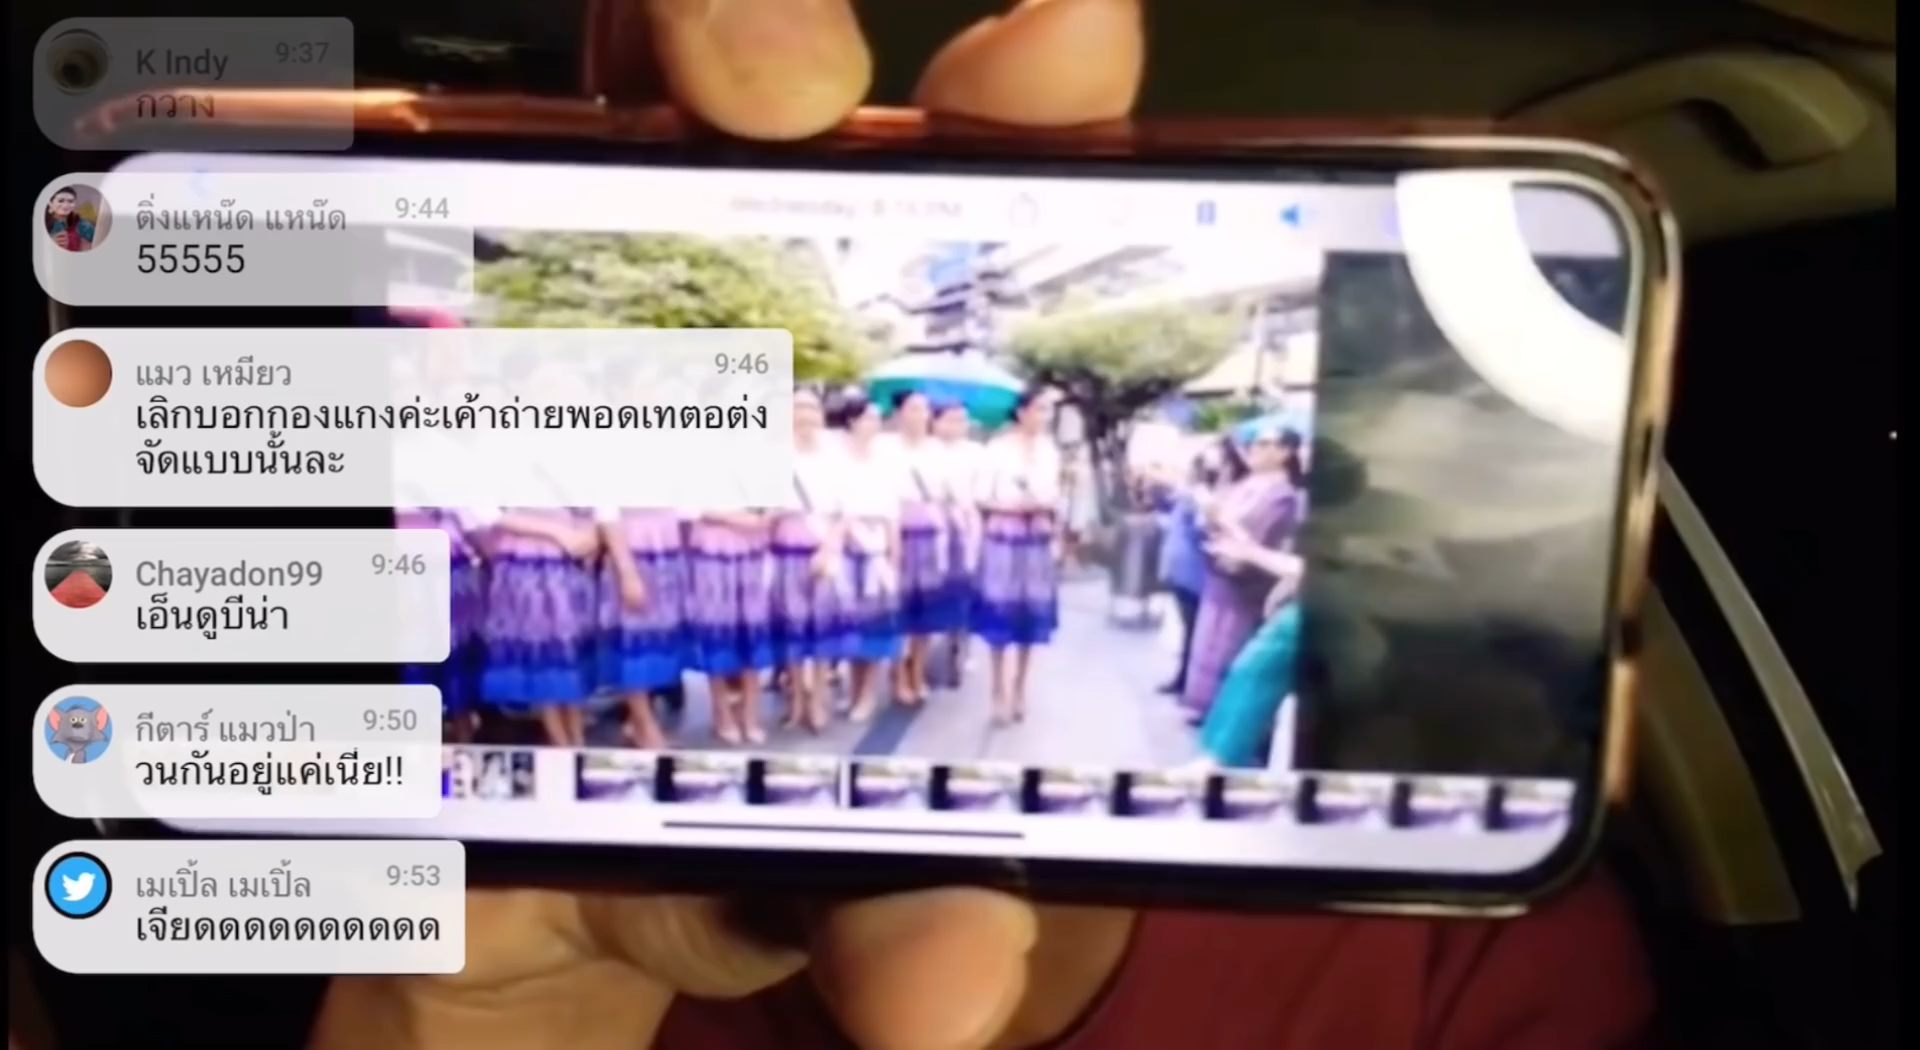 K Indy 9:37
กวาง
ติ่งแหน๊ด แหน๊ด 9:44
55555
แมว เหมียว 9:46
เลิกบอกกองแกงค่ะเค้าถ่ายพอดเทตอต่ง
จัดแบบนั้นละ
Chayadon99 9:46
เอ็นดูบีน่า
กีตาร์ แมวป่า 9:50
วนกันอยู่แค่เนี่ย!!
เมเปิ้ล เมเปิ้ล 9:53
เจียดดดดดดดดดดด